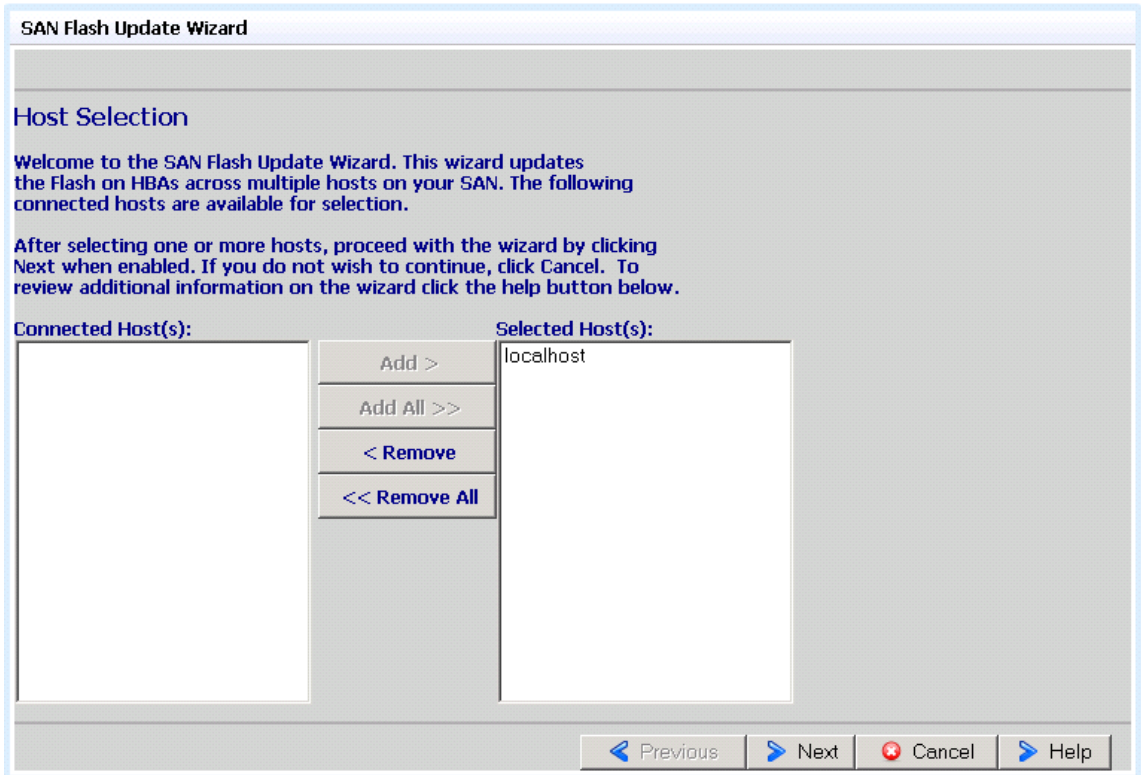 SAN Flash Update Wizard
Host Selection
Welcome to the SAN Flash Update Wizard. This wizard updates
the Flash on HBAs across multiple hosts on your SAN. The following
connected hosts are available for selection.
After selecting one or more hosts, proceed with the wizard by clicking
Next when enabled. If you do not wish to continue, click Cancel.  To
review additional information on the wizard click the help button below.
Connected Host(s):
Selected Host(s):
localhost
Add >
Add All >>
< Remove
<< Remove All
Previous
Next
Cancel
Help